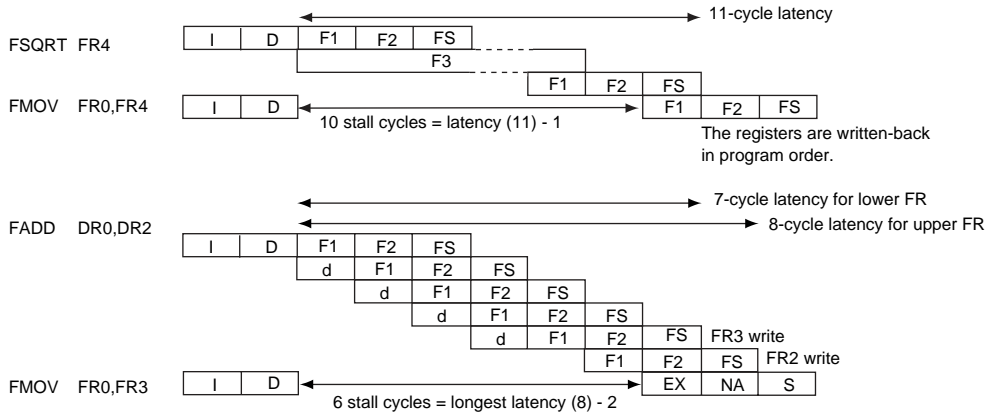 11-cycle latency
FSQRT FR4 I D F1 F2 FS
F3
F1 F2 FS
FMOV FR0,FR4 I D F1 F2 FS
10 stall cycles = latency (11) - 1
The registers are written-back
in program order.
7-cycle latency for lower FR
8-cycle latency for upper FR
FADD DR0,DR2 I D F1 F2 FS
d F1 F2 FS
d F1 F2 FS
d F1 F2 FS
d F1 F2 FS FR3 write
F1 F2 FS FR2 write
FMOV FR0,FR3 I D EX NA S
6 stall cycles = longest latency (8) - 2